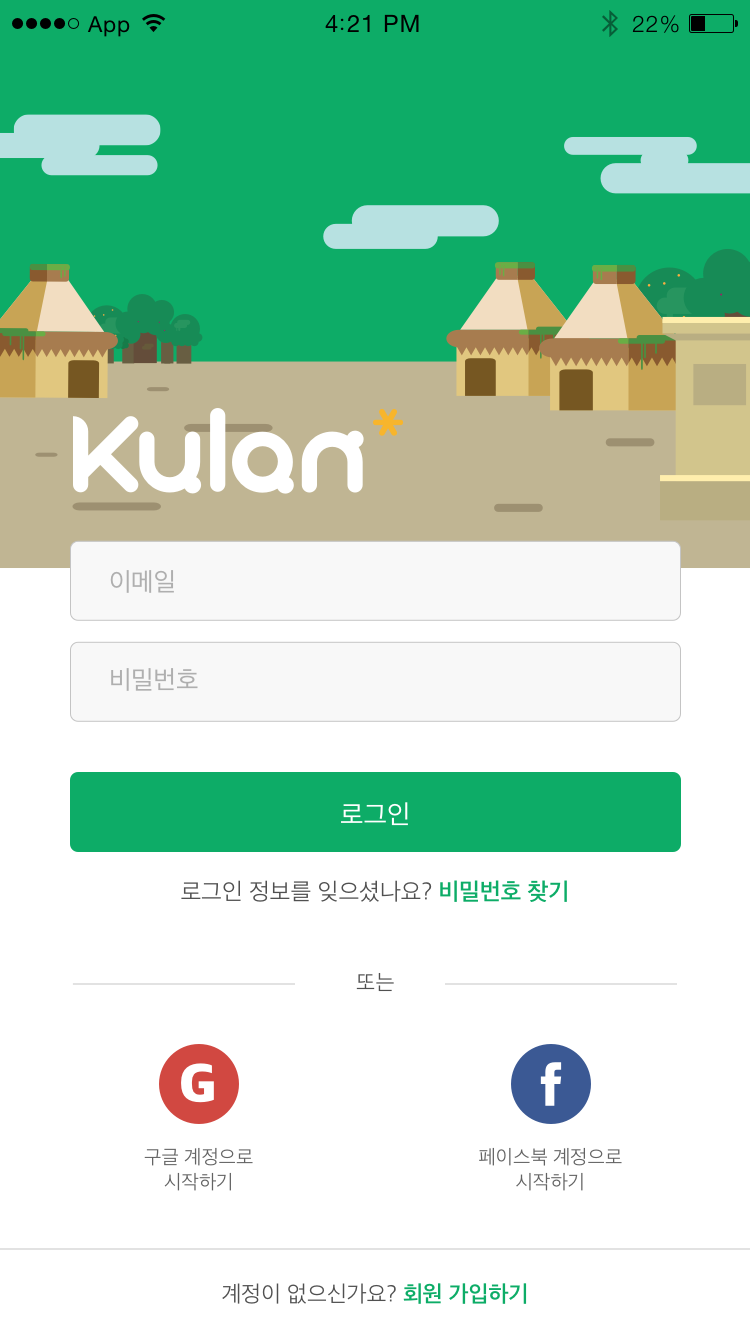 App 4:21 PM 22%
Kulan*
이메일
비밀번호
로그인
로그인 정보를 잊으셨나요? 비밀번호 찾기
또는
G f
구글 계정으로 페이스북 계정으로
시작하기 시작하기
계정이 없으신가요? 회원 가입하기